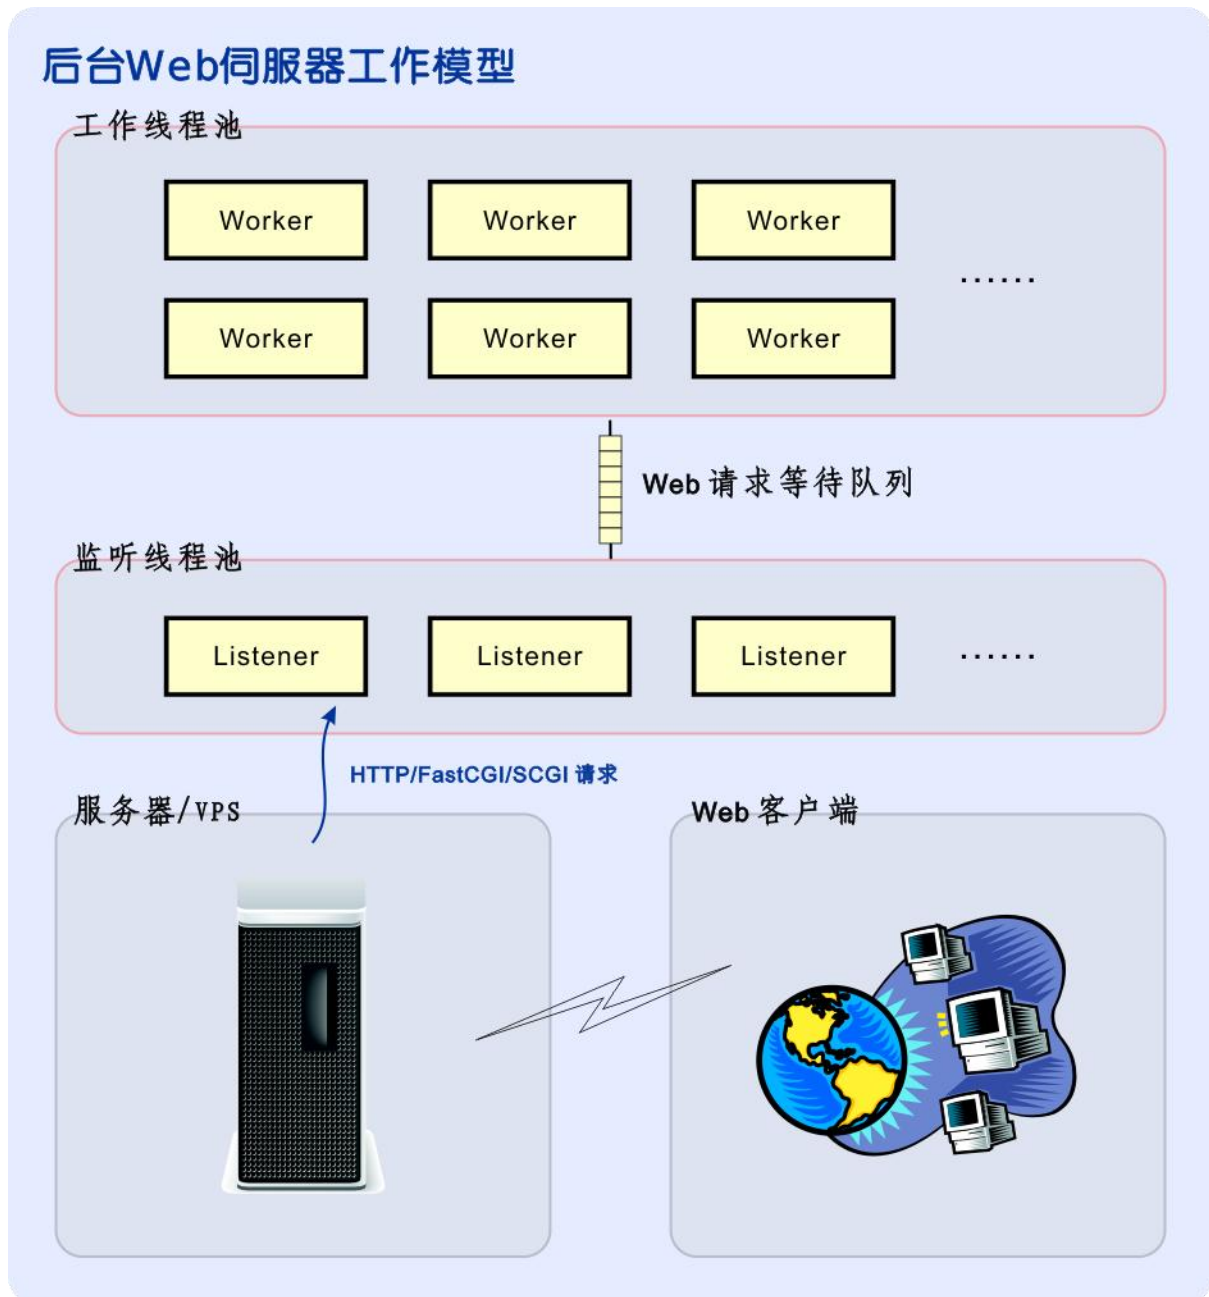 后台Web伺服器工作模型
工作线程池
Worker Worker Worker
······
Worker Worker Worker
Web 请求等待队列
监听线程池
Listener Listener Listener ······
HTTP/FastCGI/SCGI 请求
服务器/VPS
Web 客户端